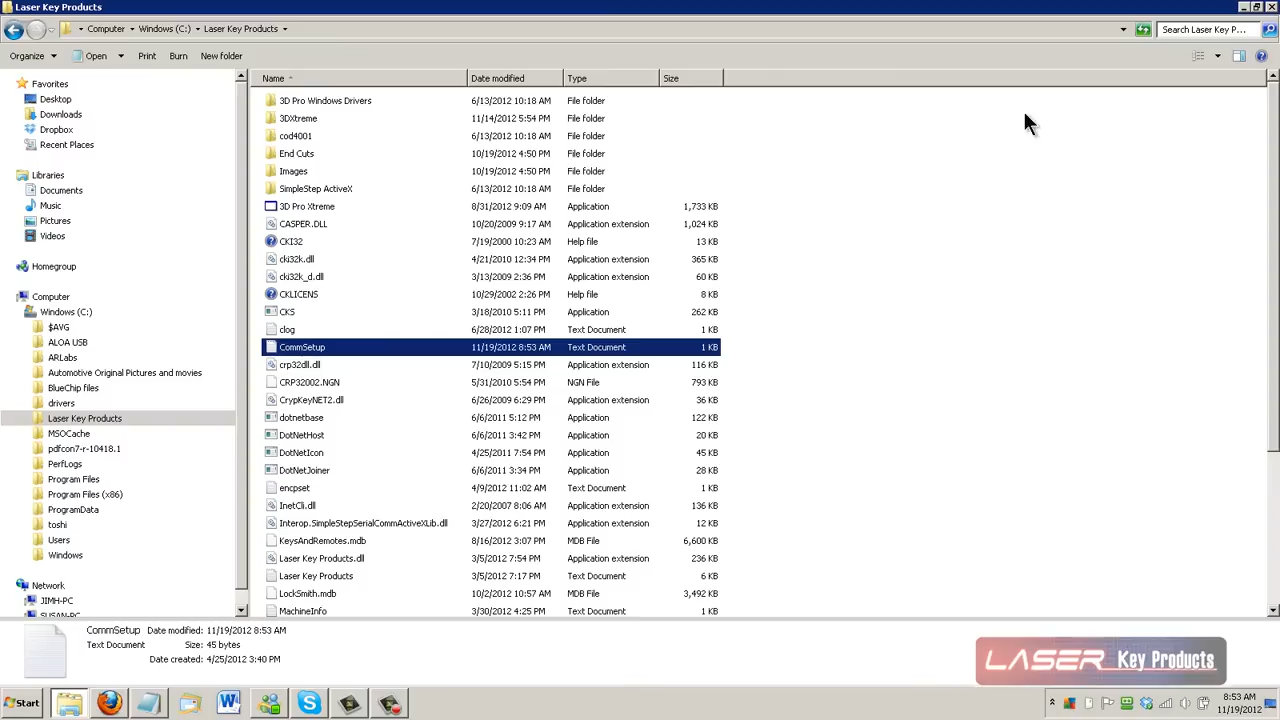 Laser Key Products
Computer Windows (C:) Laser Key Products
Search Laser Key P...
Organize Open Print Burn New folder
Name Date modified Type Size
Favorites
Desktop
Downloads
Dropbox
Recent Places
Libraries
Documents
Music
Pictures
Videos
Homegroup
Computer
Windows (C:)
$AVG
ALOA USB
ARLabs
Automotive Original Pictures and movies
BlueChip files
drivers
Laser Key Products
MSOCache
pdfcon7-r-10418.1
PerfLogs
Program Files
Program Files (x86)
ProgramData
toshi
Users
Windows
Network
JIMH-PC
SUSAN-PC
3D Pro Windows Drivers 6/13/2012 10:18 AM File folder
3DXtreme 11/14/2012 5:54 PM File folder
cod4001 6/13/2012 10:18 AM File folder
End Cuts 10/19/2012 4:50 PM File folder
Images 10/19/2012 4:50 PM File folder
SimpleStep ActiveX 6/13/2012 10:18 AM File folder
3D Pro Xtreme 8/31/2012 9:09 AM Application 1,733 KB
CASPER.DLL 10/20/2009 9:17 AM Application extension 1,024 KB
CKI32 7/19/2000 10:23 AM Help file 13 KB
cki32k.dll 4/21/2010 12:34 PM Application extension 365 KB
cki32k_d.dll 3/13/2009 2:36 PM Application extension 60 KB
CKLICENS 10/29/2002 2:26 PM Help file 8 KB
CKS 3/18/2010 5:11 PM Application 262 KB
clog 6/28/2012 1:07 PM Text Document 1 KB
CommSetup 11/19/2012 8:53 AM Text Document 1 KB
crp32dll.dll 7/10/2009 5:15 PM Application extension 116 KB
CRP32002.NGN 5/31/2010 5:54 PM NGN File 793 KB
CrypKeyNET2.dll 6/26/2009 6:29 PM Application extension 36 KB
dotnetbase 6/6/2011 5:12 PM Application 122 KB
DotNetHost 6/6/2011 3:42 PM Application 20 KB
DotNetIcon 4/25/2011 7:54 PM Application 45 KB
DotNetJoiner 6/6/2011 3:34 PM Application 28 KB
encpset 4/9/2012 11:02 AM Text Document 1 KB
InetCli.dll 2/20/2007 8:06 AM Application extension 136 KB
Interop.SimpleStepSerialCommActiveXLib.dll 3/27/2012 6:21 PM Application extension 12 KB
KeysAndRemotes.mdb 8/16/2012 3:07 PM MDB File 6,600 KB
Laser Key Products.dll 3/5/2012 7:54 PM Application extension 236 KB
Laser Key Products 3/5/2012 7:17 PM Text Document 6 KB
LockSmith.mdb 10/2/2012 10:57 AM MDB File 3,492 KB
MachineInfo 3/30/2012 4:25 PM Text Document 1 KB
CommSetup Date modified: 11/19/2012 8:53 AM
Text Document Size: 45 bytes
Date created: 4/25/2012 3:40 PM
LASER Key Products
Start
8:53 AM
11/19/2012